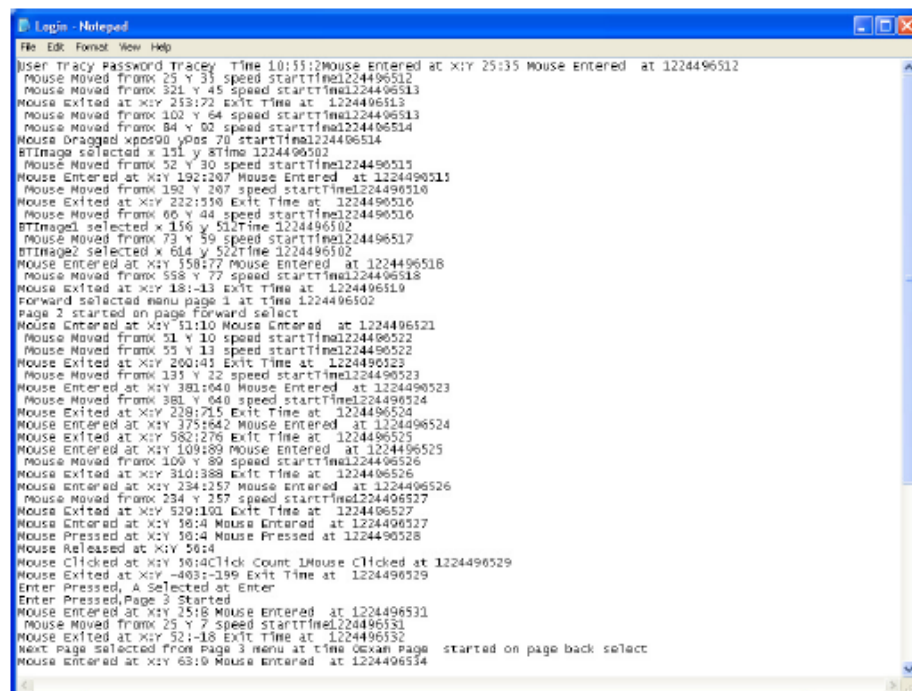 Login - Notepad
File Edit Format View Help
User Tracy Password Tracey Time 10:55:2Mouse Entered at X:Y 25:35 Mouse Entered at 1224496512
Mouse Moved fromX 25 Y 35 speed startTime1224496512
Mouse Moved fromX 321 Y 45 speed startTime1224496513
Mouse Exited at X:Y 253:72 Exit Time at 1224496513
Mouse Moved fromX 102 Y 64 speed startTime1224496513
Mouse Moved fromX 84 Y 92 speed startTime1224496514
Mouse Dragged xpos90 yPos 70 startTime1224496514
BTImage selected x 151 y 8Time 1224496502
Mouse Moved fromX 52 Y 30 speed startTime1224496515
Mouse Entered at X:Y 192:267 Mouse Entered at 1224496515
Mouse Moved fromX 192 Y 267 speed startTime1224496516
Mouse Exited at X:Y 222:550 Exit Time at 1224496516
Mouse Moved fromX 66 Y 44 speed startTime1224496516
BTImage1 selected x 156 y 512Time 1224496502
Mouse Moved fromX 73 Y 59 speed startTime1224496517
BTImage2 selected x 614 y 522Time 1224496502
Mouse Entered at X:Y 558:77 Mouse Entered at 1224496518
Mouse Moved fromX 558 Y 77 speed startTime1224496518
Mouse Exited at X:Y 18:-13 Exit Time at 1224496519
Forward selected menu page 1 at time 1224496502
Page 2 started on page forward select
Mouse Entered at X:Y 51:10 Mouse Entered at 1224496521
Mouse Moved fromX 51 Y 10 speed startTime1224496522
Mouse Moved fromX 55 Y 13 speed startTime1224496522
Mouse Exited at X:Y 260:45 Exit Time at 1224496523
Mouse Moved fromX 135 Y 22 speed startTime1224496523
Mouse Entered at X:Y 381:640 Mouse Entered at 1224496523
Mouse Moved fromX 381 Y 640 speed startTime1224496524
Mouse Exited at X:Y 228:715 Exit Time at 1224496524
Mouse Entered at X:Y 375:642 Mouse Entered at 1224496524
Mouse Exited at X:Y 582:276 Exit Time at 1224496525
Mouse Entered at X:Y 109:89 Mouse Entered at 1224496525
Mouse Moved fromX 109 Y 89 speed startTime1224496526
Mouse Exited at X:Y 310:388 Exit Time at 1224496526
Mouse Entered at X:Y 234:257 Mouse Entered at 1224496526
Mouse Moved fromX 234 Y 257 speed startTime1224496527
Mouse Exited at X:Y 529:191 Exit Time at 1224496527
Mouse Entered at X:Y 56:4 Mouse Entered at 1224496527
Mouse Pressed at X:Y 56:4 Mouse Pressed at 1224496528
Mouse Released at X:Y 56:4
Mouse Clicked at X:Y 56:4Click Count 1Mouse Clicked at 1224496529
Mouse Exited at X:Y -463:-199 Exit Time at 1224496529
Enter Pressed, A Selected at Enter
Enter Pressed,Page 3 Started
Mouse Entered at X:Y 25:8 Mouse Entered at 1224496531
Mouse Moved fromX 25 Y 7 speed startTime1224496531
Mouse Exited at X:Y 52:-18 Exit Time at 1224496532
Next Page selected from Page 3 menu at time 0Exam Page started on page back select
Mouse Entered at X:Y 63:9 Mouse Entered at 1224496534